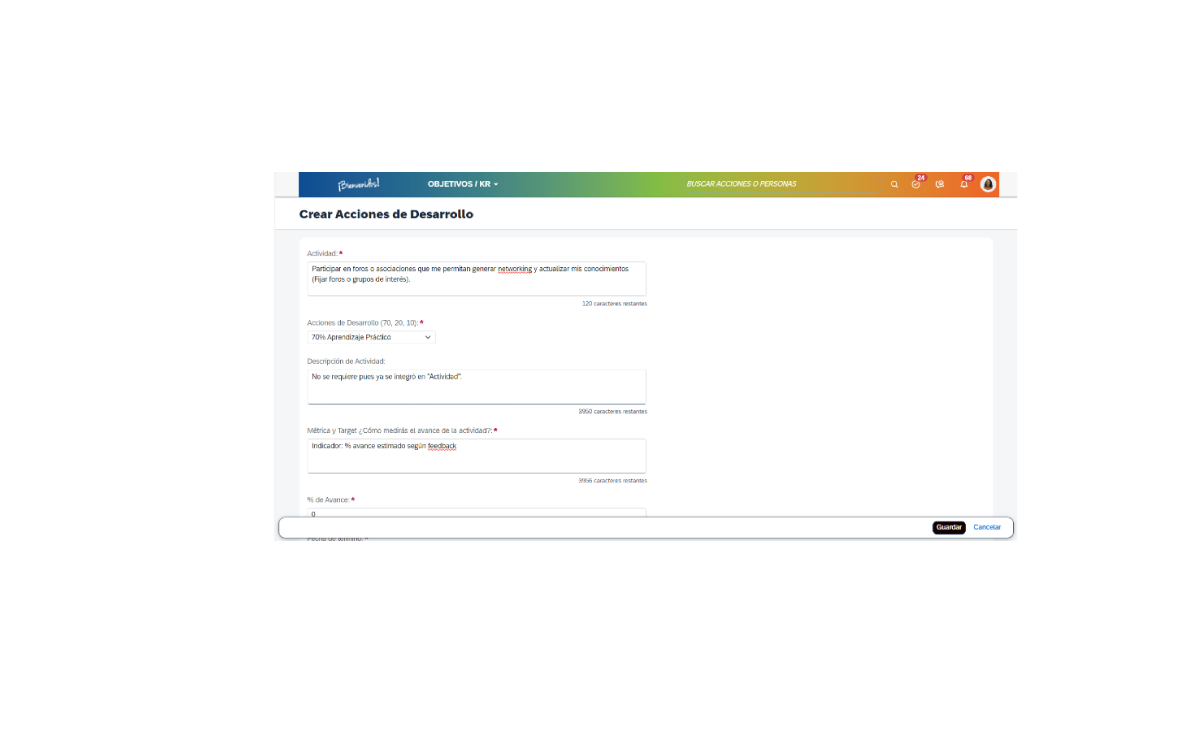 ¡Bienvenidos!
OBJETIVOS / KR
BUSCAR ACCIONES O PERSONAS
24
68
Crear Acciones de Desarrollo
Actividad: *
Participar en foros o asociaciones que me permitan generar networking y actualizar mis conocimientos
(Fijar foros o grupos de interés).
120 caracteres restantes
Acciones de Desarrollo (70, 20, 10): *
70% Aprendizaje Práctico
Descripción de Actividad:
No se requiere pues ya se integró en "Actividad".
3950 caracteres restantes
Métrica y Target ¿Cómo medirás el avance de la actividad?: *
Indicador: % avance estimado según feedback
3956 caracteres restantes
% de Avance: *
0
Guardar
Cancelar
Fecha de término: *